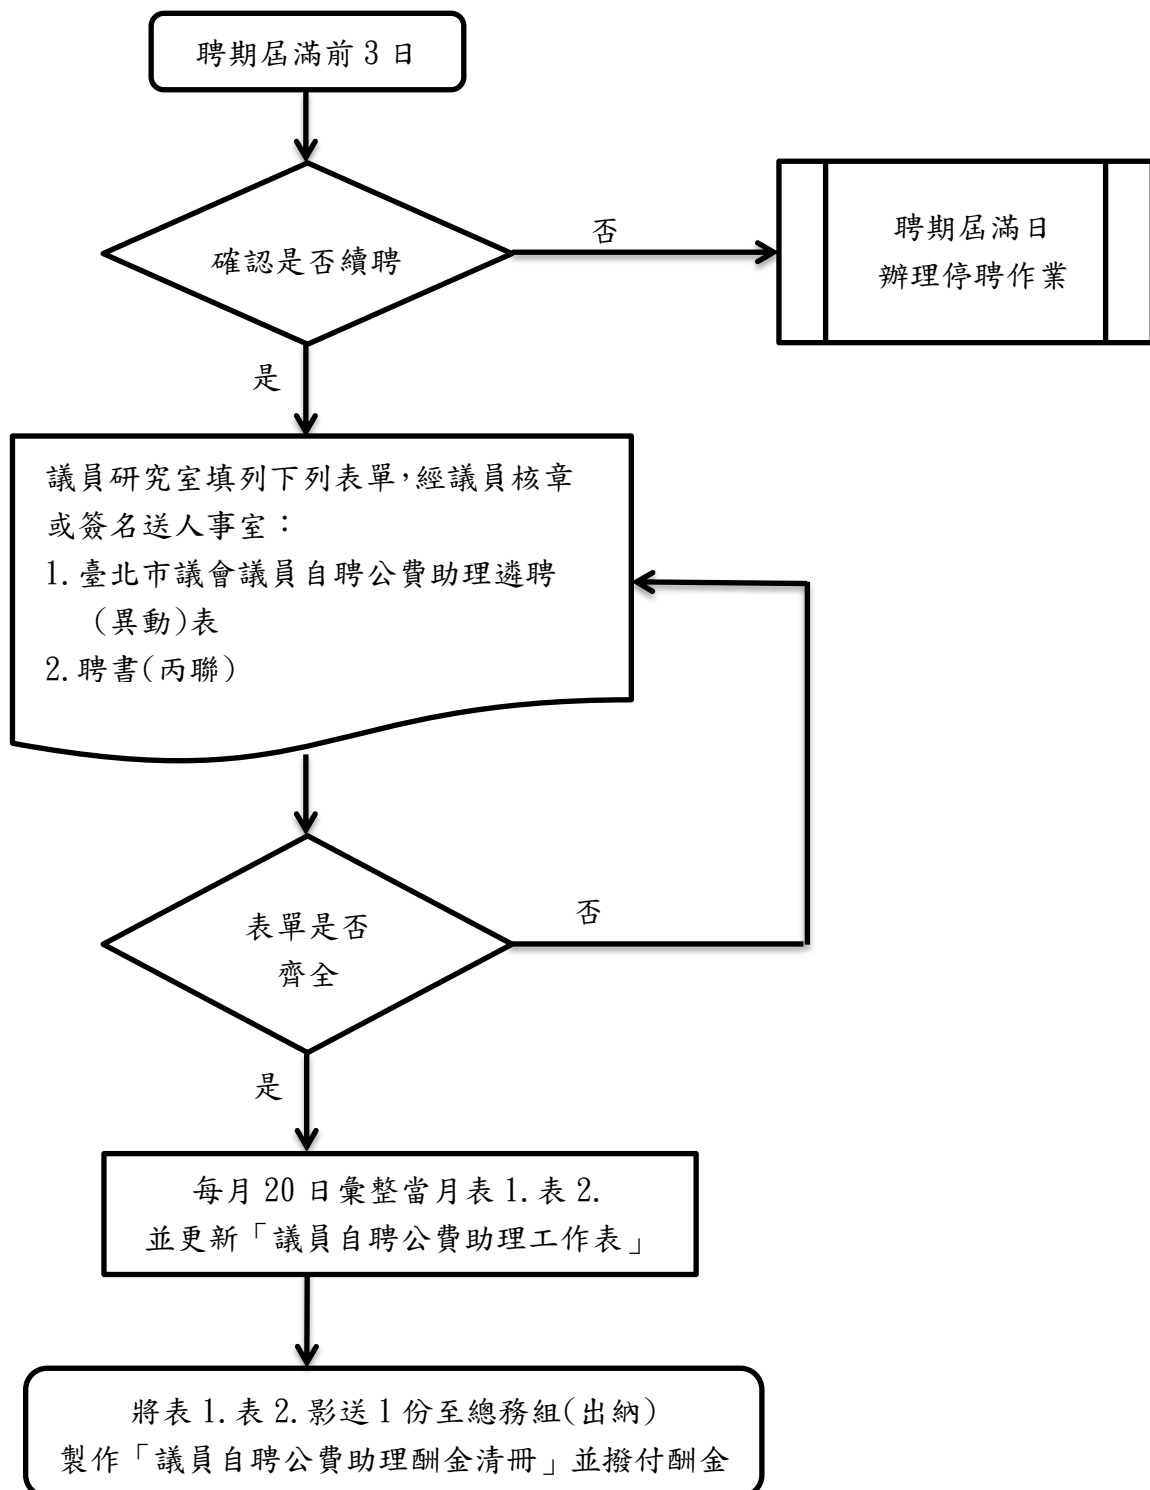 聘期屆滿前 3 日
確認是否續聘
否
聘期屆滿日
辦理停聘作業
是
議員研究室填列下列表單，經議員核章
或簽名送人事室：
1. 臺北市議會議員自聘公費助理遴聘
（異動）表
2. 聘書（丙聯）
表單是否
齊全
否
是
每月 20 日彙整當月表 1. 表 2.
並更新「議員自聘公費助理工作表」
將表 1. 表 2. 影送 1 份至總務組（出納）
製作「議員自聘公費助理酬金清冊」並撥付酬金